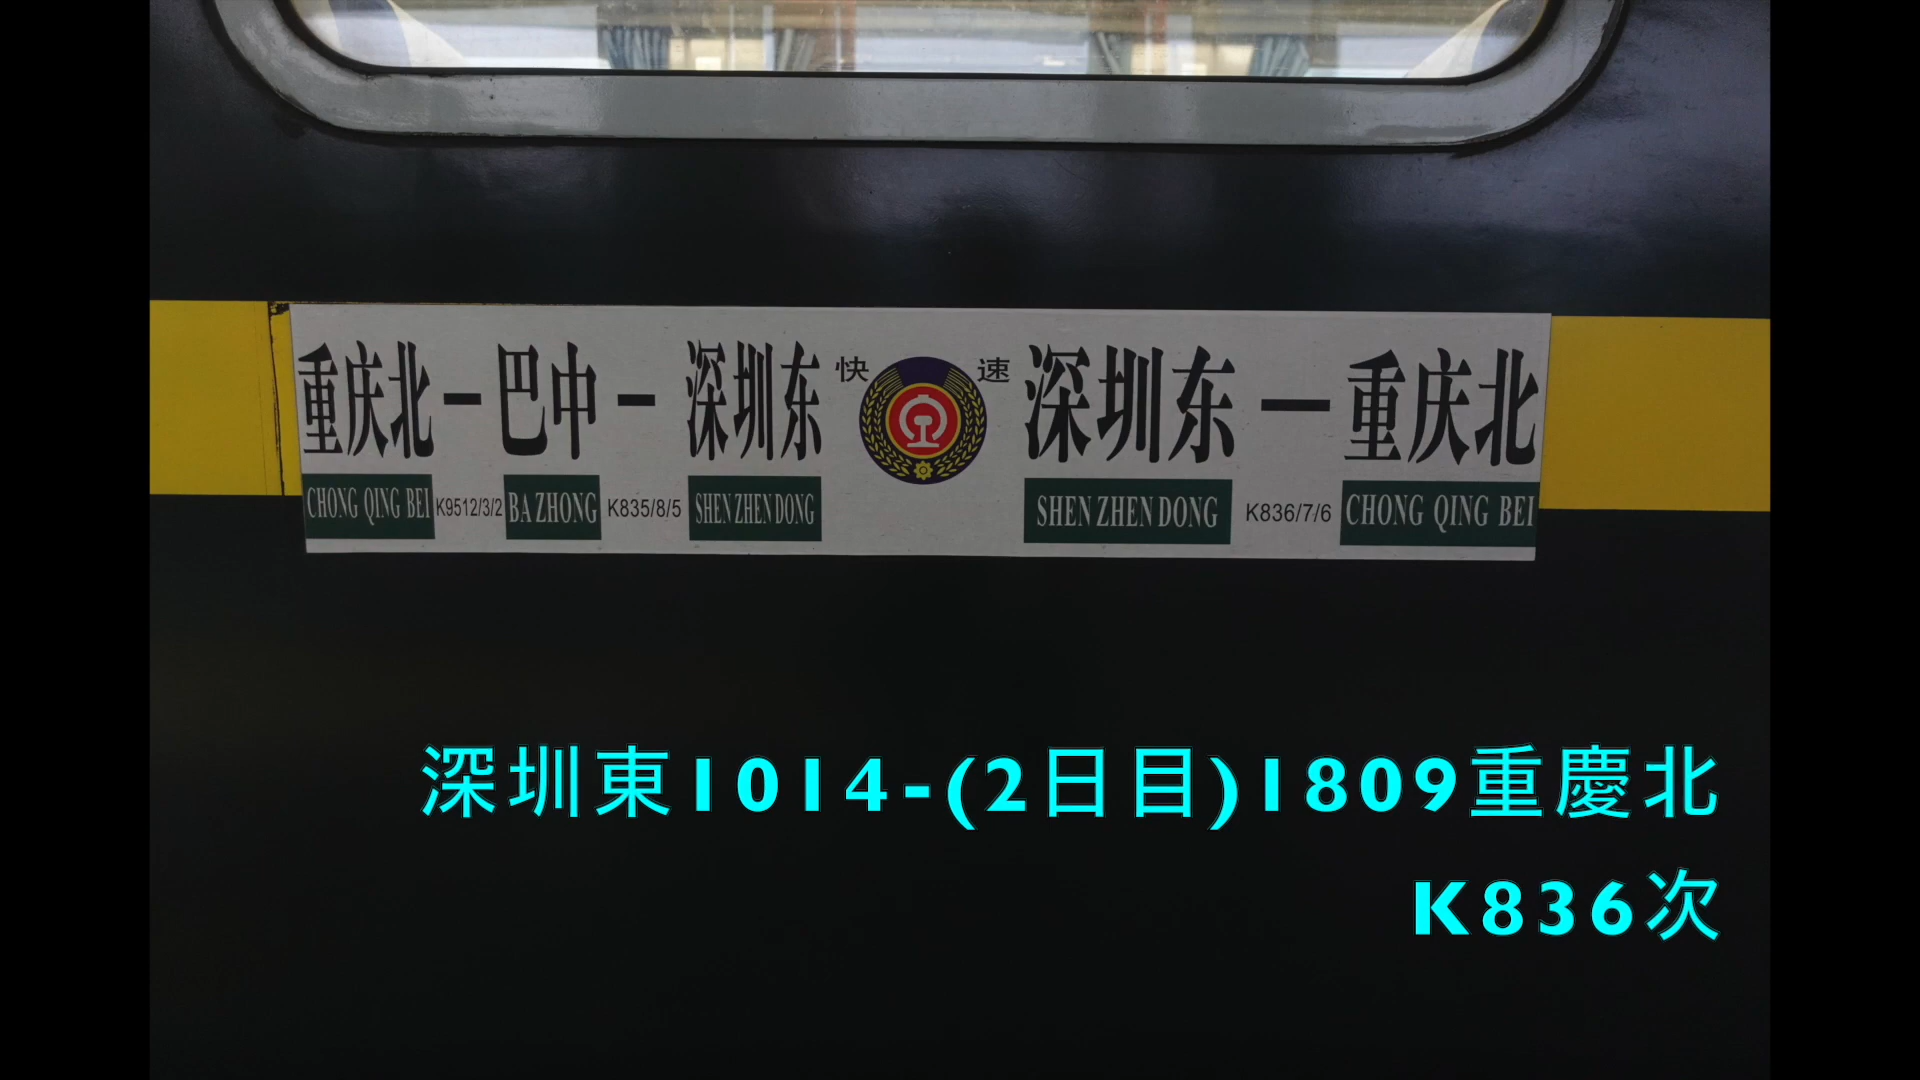 重庆北 — 巴中 — 深圳东 快 速 深圳东 — 重庆北
CHONG QING BEI K9512/3/2 BA ZHONG K835/8/5 SHEN ZHEN DONG SHEN ZHEN DONG K836/7/6 CHONG QING BEI
深圳東1014-(2日目)1809重慶北
K836次